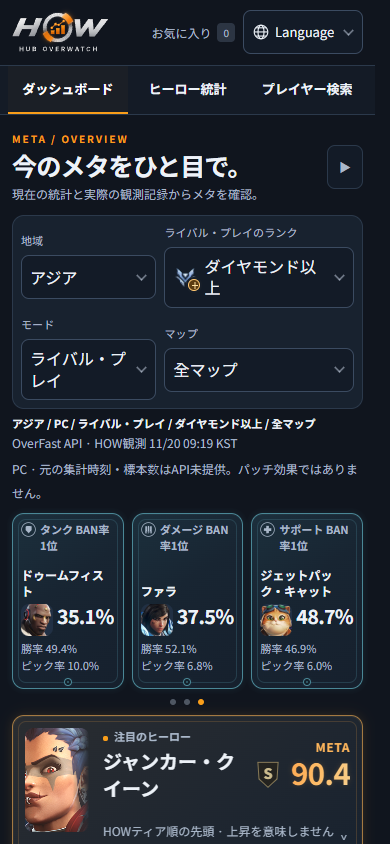 HOW
HUB OVERWATCH
お気に入り 0
Language
ダッシュボード
ヒーロー統計
プレイヤー検索
META / OVERVIEW
今のメタをひと目で。
現在の統計と実際の観測記録からメタを確認。
地域
アジア
ライバル・プレイのランク
ダイヤモンド以
上
モード
ライバル・プ
レイ
マップ
全マップ
アジア / PC / ライバル・プレイ / ダイヤモンド以上 / 全マップ
OverFast API · HOW観測 11/20 09:19 KST
PC · 元の集計時刻・標本数はAPI未提供。パッチ効果ではありま
せん。
タンク BAN率
1位
ドゥームフィス
ト
35.1%
勝率 49.4%
ピック率 10.0%
ダメージ BAN
率1位
ファラ
37.5%
勝率 52.1%
ピック率 6.8%
サポート BAN
率1位
ジェットパッ
ク・キャット
48.7%
勝率 46.9%
ピック率 6.0%
注目のヒーロー
ジャンカー・ク
イーン
S
META
90.4
HOWティア順の先頭・上昇を意味しません